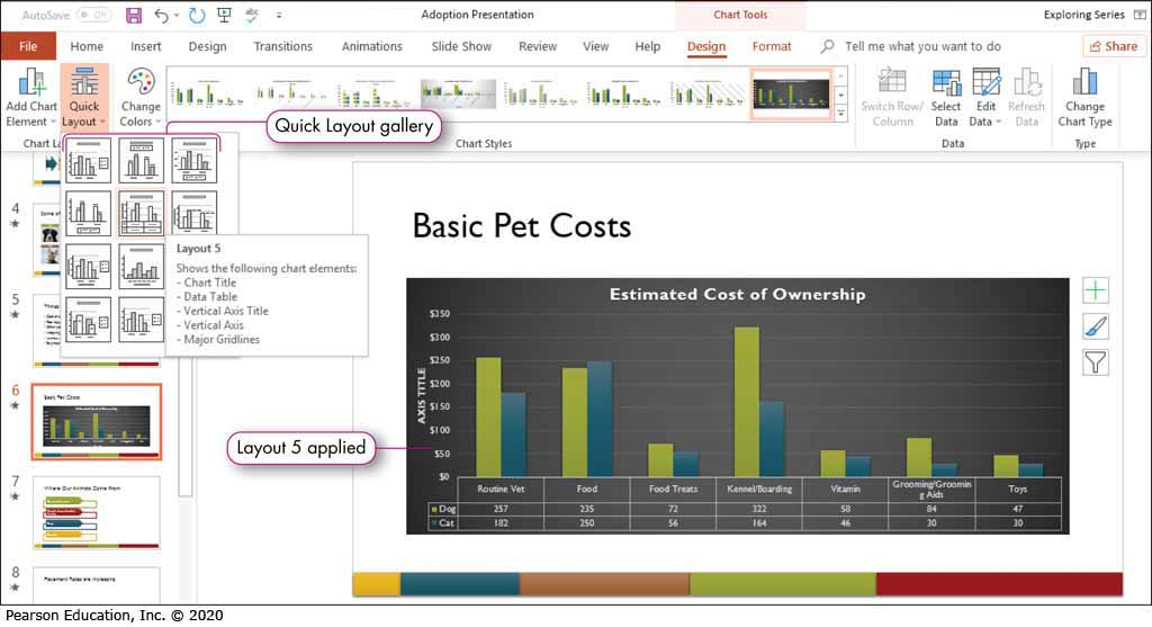 AutoSave Off
Adoption Presentation
Chart Tools
Exploring Series
File Home Insert Design Transitions Animations Slide Show Review View Help Design Format Tell me what you want to do Share
Add Chart Element
Quick Layout
Change Colors
Switch Row/ Column
Select Data
Edit Data
Refresh Data
Change Chart Type
Chart La
Chart Styles
Data
Type
Quick Layout gallery
Layout 5
Shows the following chart elements:
- Chart Title
- Data Table
- Vertical Axis Title
- Vertical Axis
- Major Gridlines
4
5
6
Basic Pet Costs
7
Where Our Animals Come From
8
Placement Rates are Increasing
Layout 5 applied
Basic Pet Costs
Estimated Cost of Ownership
AXIS TITLE
$350
$300
$250
$200
$150
$100
$50
$0
Routine Vet Food Food Treats Kennel/Boarding Vitamin Grooming/Groomin g Aids Toys
Dog 257 235 72 322 58 84 47
Cat 182 250 56 164 46 30 30
Pearson Education, Inc. © 2020